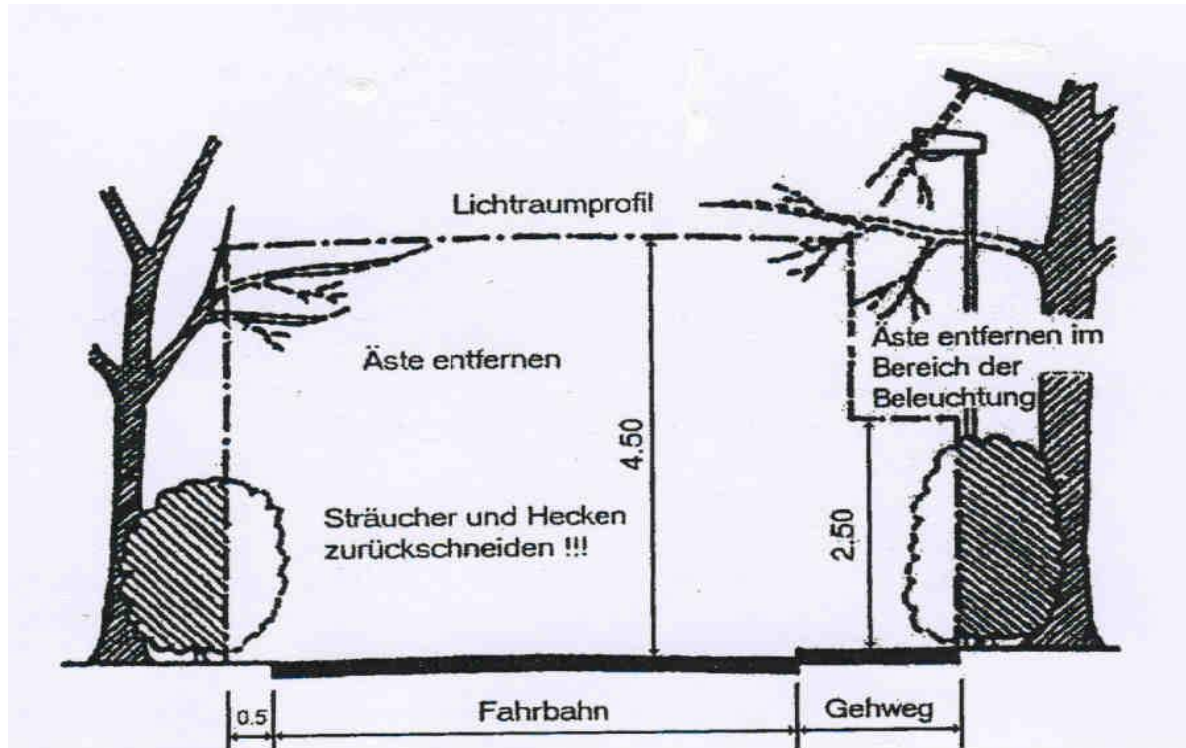 Lichtraumprofil
Äste entfernen
Äste entfernen im
Bereich der
Beleuchtung
4.50
2.50
Sträucher und Hecken
zurückschneiden !!!
0.5
Fahrbahn
Gehweg